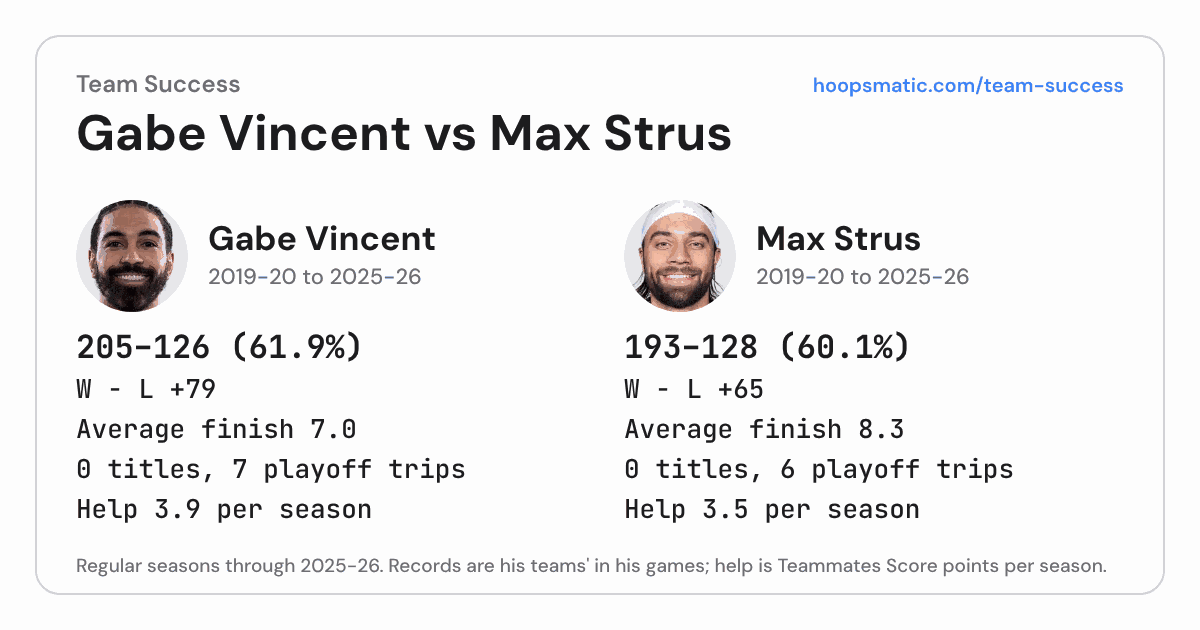 Team Success
hoopsmatic.com/team-success
Gabe Vincent vs Max Strus
Gabe Vincent
2019-20 to 2025-26
205-126 (61.9%)
W - L +79
Average finish 7.0
0 titles, 7 playoff trips
Help 3.9 per season
Max Strus
2019-20 to 2025-26
193-128 (60.1%)
W - L +65
Average finish 8.3
0 titles, 6 playoff trips
Help 3.5 per season
Regular seasons through 2025-26. Records are his teams' in his games; help is Teammates Score points per season.